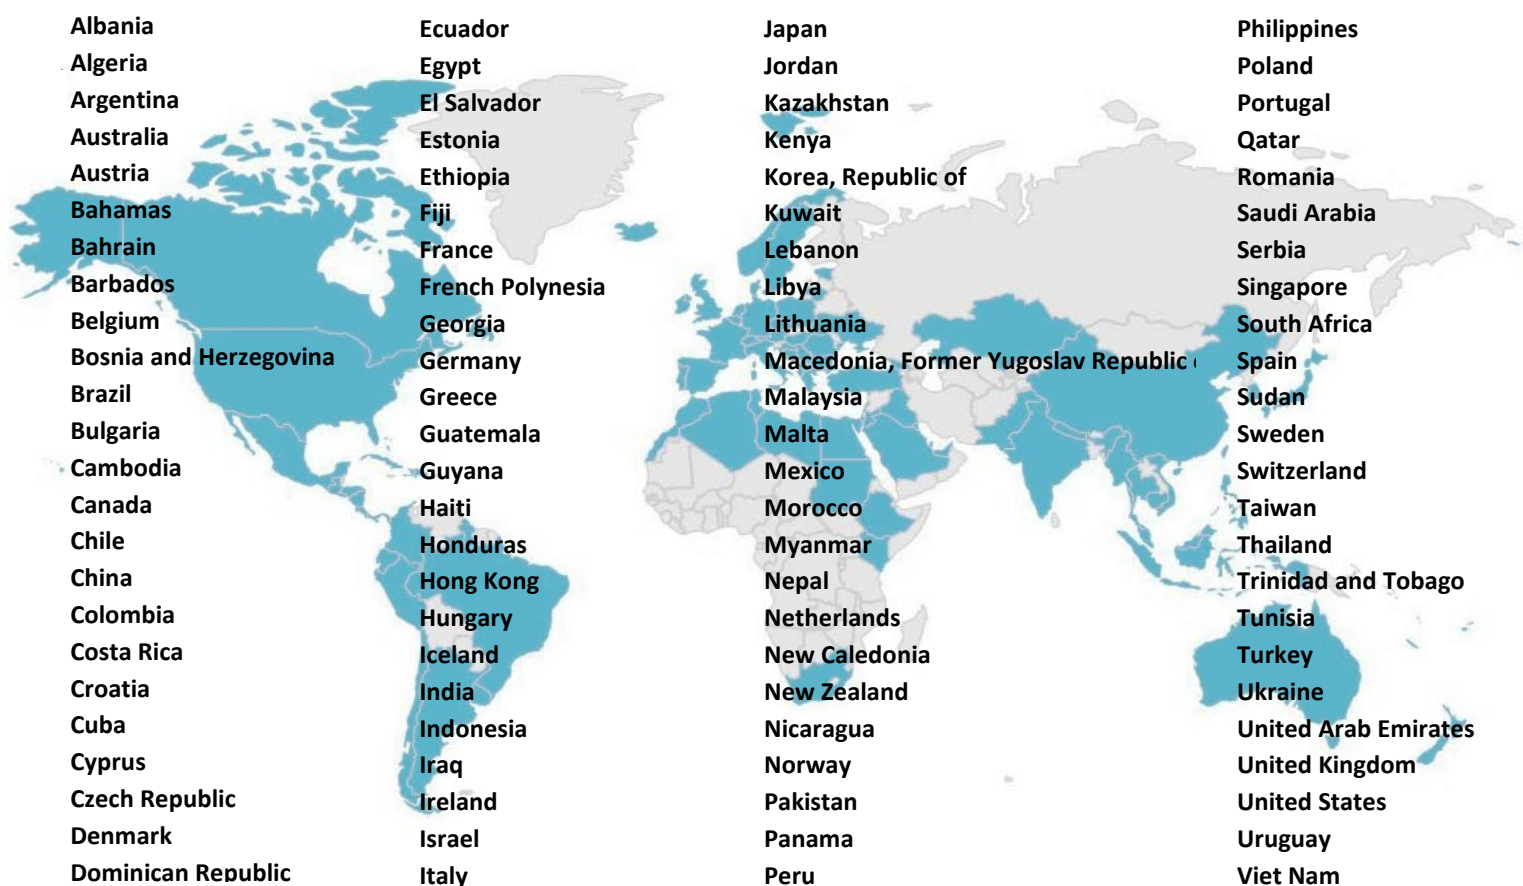 Albania
Algeria
Argentina
Australia
Austria
Bahamas
Bahrain
Barbados
Belgium
Bosnia and Herzegovina
Brazil
Bulgaria
Cambodia
Canada
Chile
China
Colombia
Costa Rica
Croatia
Cuba
Cyprus
Czech Republic
Denmark
Dominican Republic
Ecuador
Egypt
El Salvador
Estonia
Ethiopia
Fiji
France
French Polynesia
Georgia
Germany
Greece
Guatemala
Guyana
Haiti
Honduras
Hong Kong
Hungary
Iceland
India
Indonesia
Iraq
Ireland
Israel
Italy
Japan
Jordan
Kazakhstan
Kenya
Korea, Republic of
Kuwait
Lebanon
Libya
Lithuania
Macedonia, Former Yugoslav Republic
Malaysia
Malta
Mexico
Morocco
Myanmar
Nepal
Netherlands
New Caledonia
New Zealand
Nicaragua
Norway
Pakistan
Panama
Peru
Philippines
Poland
Portugal
Qatar
Romania
Saudi Arabia
Serbia
Singapore
South Africa
Spain
Sudan
Sweden
Switzerland
Taiwan
Thailand
Trinidad and Tobago
Tunisia
Turkey
Ukraine
United Arab Emirates
United Kingdom
United States
Uruguay
Viet Nam